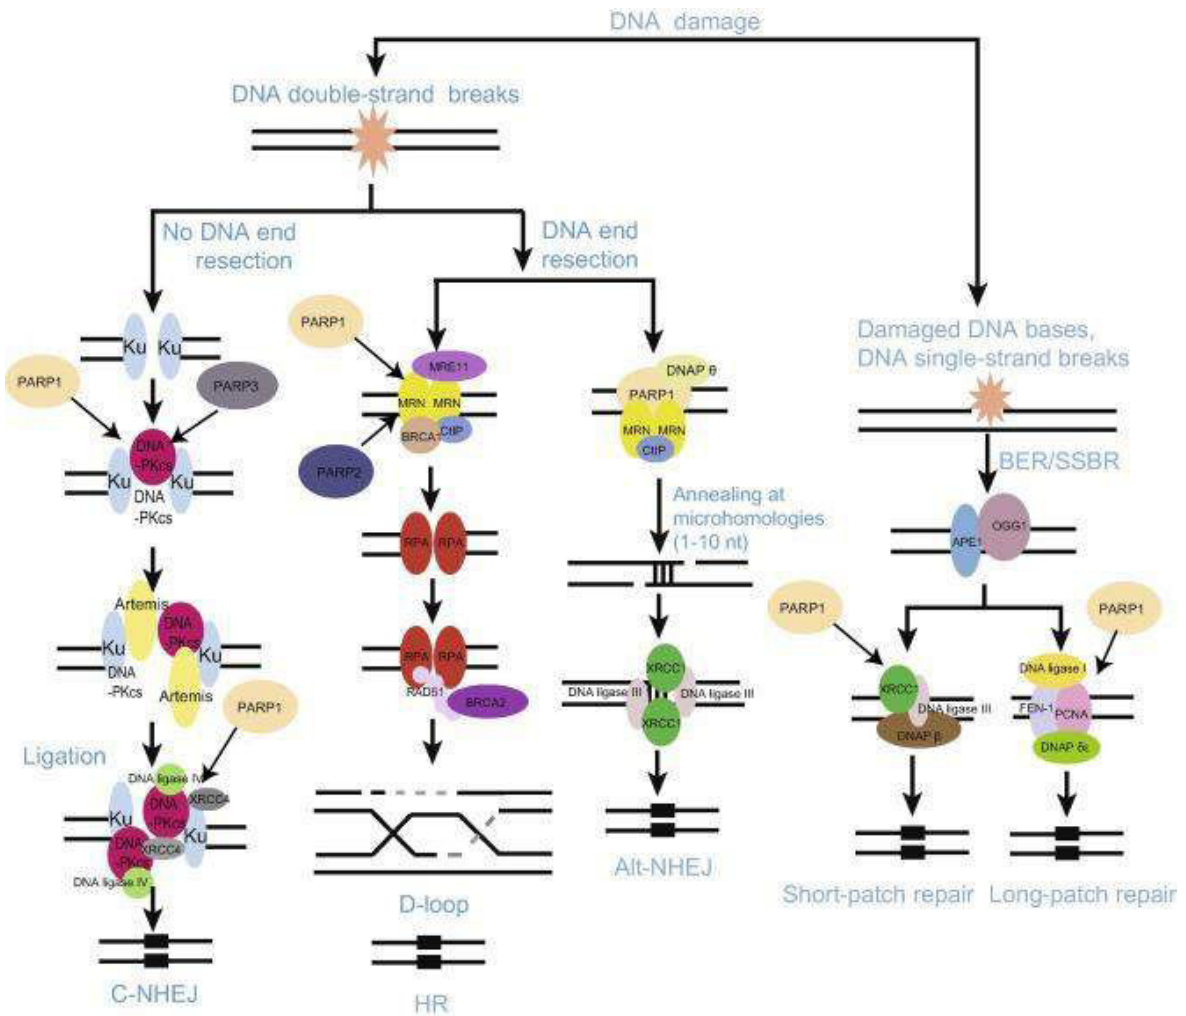 DNA damage
DNA double-strand breaks
No DNA end
resection
DNA end
resection
Ku
Ku
PARP1
PARP3
DNA
-PKcs
Ku
Ku
DNA
-PKcs
Artemis
DNA
-PKcs
Ku
Ku
DNA
-PKcs
Artemis
PARP1
Ligation
DNA ligase IV
DNA
-PKcs
XRCC4
Ku
Ku
DNA
-PKcs
XRCC4
DNA ligase IV
C-NHEJ
PARP1
MRE11
MRN
MRN
BRCA1
CtIP
PARP2
RPA
RPA
RPA
RPA
RAD51
BRCA2
D-loop
HR
DNAP θ
PARP1
MRN
MRN
CtIP
Annealing at
microhomologies
(1-10 nt)
XRCC1
DNA ligase III
DNA ligase III
XRCC1
Alt-NHEJ
Damaged DNA bases,
DNA single-strand breaks
BER/SSBR
APE1
OGG1
PARP1
XRCC1
DNA ligase III
DNAP β
Short-patch repair
PARP1
DNA ligase I
FEN-1
PCNA
DNAP δε
Long-patch repair